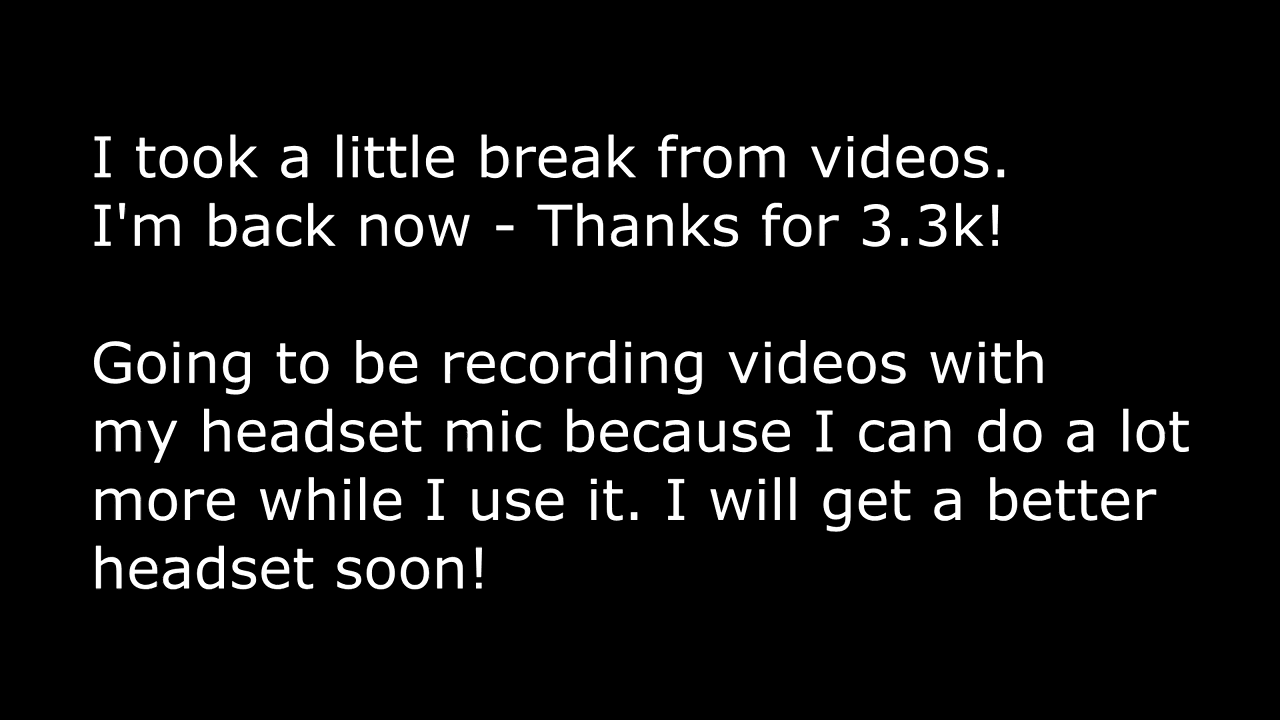 I took a little break from videos.
I'm back now - Thanks for 3.3k!
Going to be recording videos with
my headset mic because I can do a lot
more while I use it. I will get a better
headset soon!